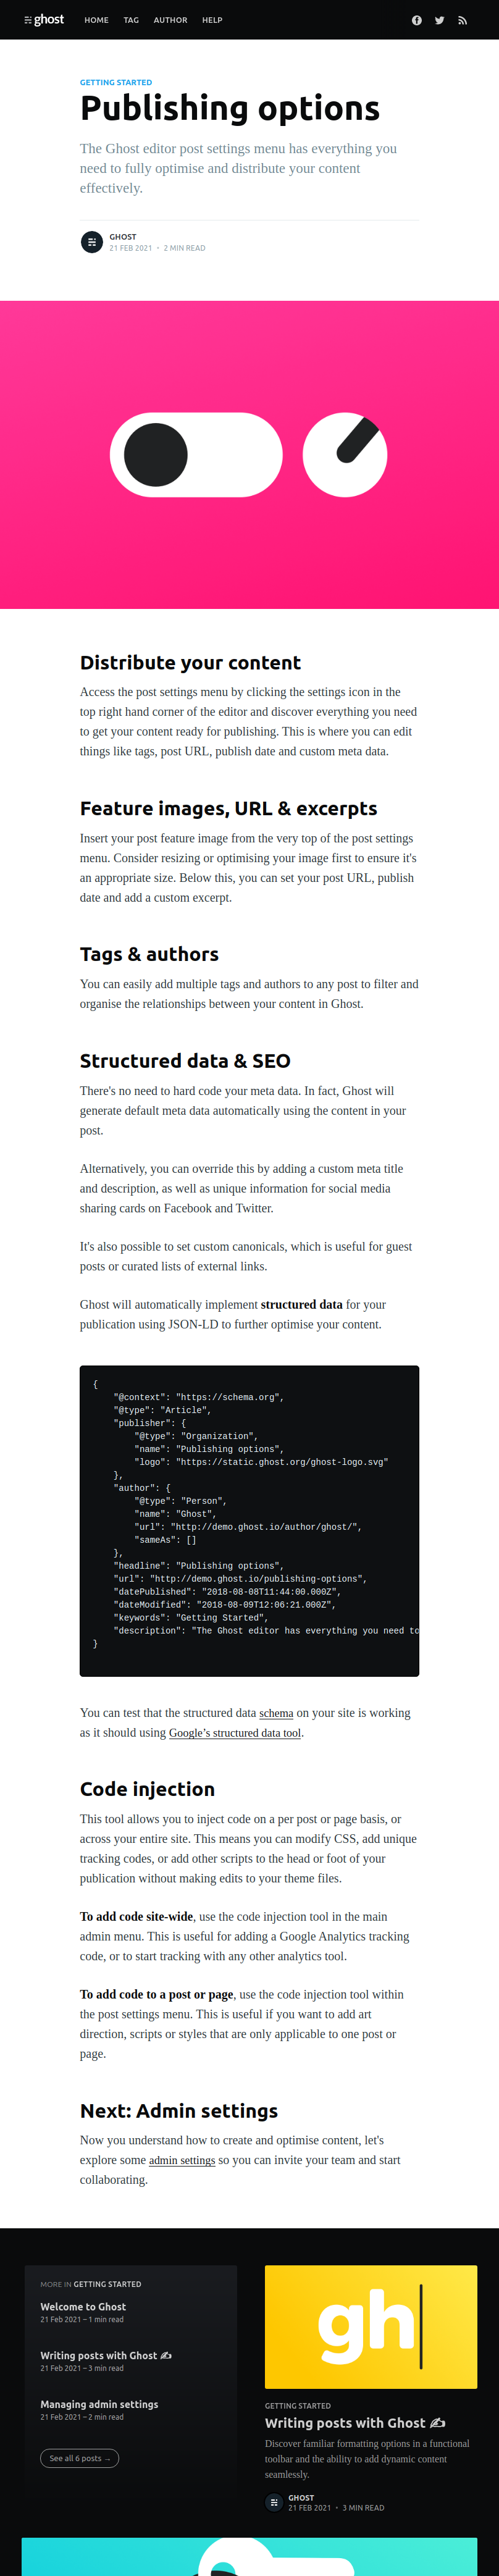 ghost HOME TAG AUTHOR HELP
GETTING STARTED
Publishing options
The Ghost editor post settings menu has everything you
need to fully optimise and distribute your content
effectively.
GHOST
21 FEB 2021 • 2 MIN READ
Distribute your content
Access the post settings menu by clicking the settings icon in the
top right hand corner of the editor and discover everything you need
to get your content ready for publishing. This is where you can edit
things like tags, post URL, publish date and custom meta data.
Feature images, URL & excerpts
Insert your post feature image from the very top of the post settings
menu. Consider resizing or optimising your image first to ensure it's
an appropriate size. Below this, you can set your post URL, publish
date and add a custom excerpt.
Tags & authors
You can easily add multiple tags and authors to any post to filter and
organise the relationships between your content in Ghost.
Structured data & SEO
There's no need to hard code your meta data. In fact, Ghost will
generate default meta data automatically using the content in your
post.
Alternatively, you can override this by adding a custom meta title
and description, as well as unique information for social media
sharing cards on Facebook and Twitter.
It's also possible to set custom canonicals, which is useful for guest
posts or curated lists of external links.
Ghost will automatically implement structured data for your
publication using JSON-LD to further optimise your content.
{
    "@context": "https://schema.org",
    "@type": "Article",
    "publisher": {
        "@type": "Organization",
        "name": "Publishing options",
        "logo": "https://static.ghost.org/ghost-logo.svg"
    },
    "author": {
        "@type": "Person",
        "name": "Ghost",
        "url": "http://demo.ghost.io/author/ghost/",
        "sameAs": []
    },
    "headline": "Publishing options",
    "url": "http://demo.ghost.io/publishing-options",
    "datePublished": "2018-08-08T11:44:00.000Z",
    "dateModified": "2018-08-09T12:06:21.000Z",
    "keywords": "Getting Started",
    "description": "The Ghost editor has everything you need to
}
You can test that the structured data schema on your site is working
as it should using Google’s structured data tool.
Code injection
This tool allows you to inject code on a per post or page basis, or
across your entire site. This means you can modify CSS, add unique
tracking codes, or add other scripts to the head or foot of your
publication without making edits to your theme files.
To add code site-wide, use the code injection tool in the main
admin menu. This is useful for adding a Google Analytics tracking
code, or to start tracking with any other analytics tool.
To add code to a post or page, use the code injection tool within
the post settings menu. This is useful if you want to add art
direction, scripts or styles that are only applicable to one post or
page.
Next: Admin settings
Now you understand how to create and optimise content, let's
explore some admin settings so you can invite your team and start
collaborating.
MORE IN GETTING STARTED
Welcome to Ghost
21 Feb 2021 – 1 min read
Writing posts with Ghost ✍️
21 Feb 2021 – 3 min read
Managing admin settings
21 Feb 2021 – 2 min read
See all 6 posts →
gh
GETTING STARTED
Writing posts with Ghost ✍️
Discover familiar formatting options in a functional
toolbar and the ability to add dynamic content
seamlessly.
GHOST
21 FEB 2021 • 3 MIN READ